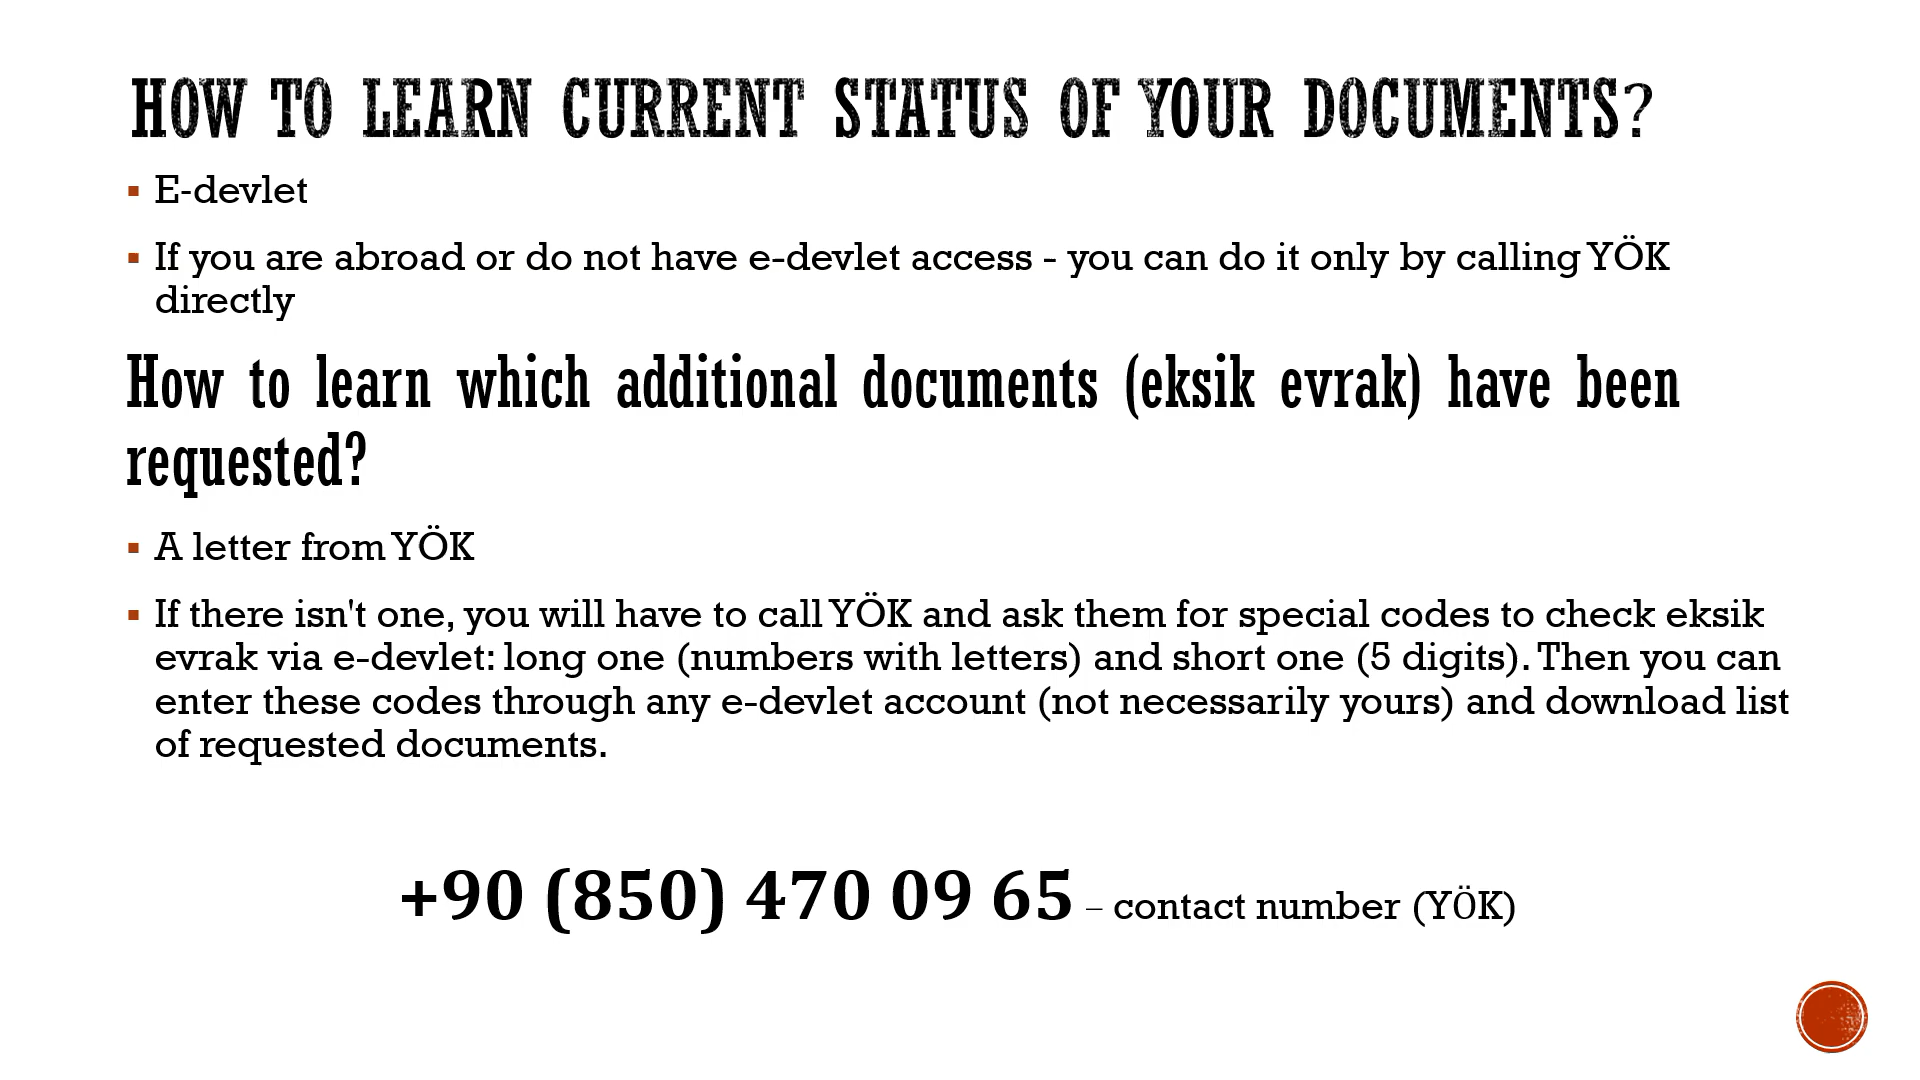 HOW TO LEARN CURRENT STATUS OF YOUR DOCUMENTS?
▪ E-devlet
▪ If you are abroad or do not have e-devlet access - you can do it only by calling YÖK
directly
How to learn which additional documents (eksik evrak) have been
requested?
▪ A letter from YÖK
▪ If there isn't one, you will have to call YÖK and ask them for special codes to check eksik
evrak via e-devlet: long one (numbers with letters) and short one (5 digits). Then you can
enter these codes through any e-devlet account (not necessarily yours) and download list
of requested documents.
+90 (850) 470 09 65 – contact number (YÖK)